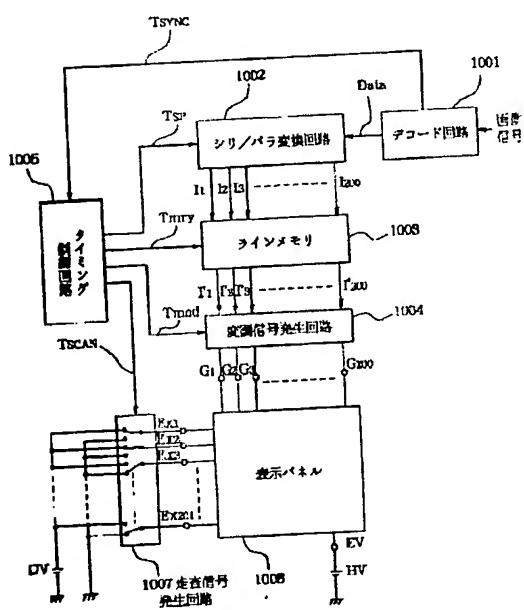 TSYNC
1001
1002
Data
TSP
シリ/パラ変換回路
デコード回路
信号
I1 I2 I3 I200
Tmry
ラインメモリ
1003
タイミング
制御回路
I'1 I'2 I'3 I'200
Tmod
変調信号発生回路
1004
TSCAN
G1 G2 G3 G200
EX1
EX2
EX3
表示パネル
EX201
EV
HV
1007 走査信号
発生回路